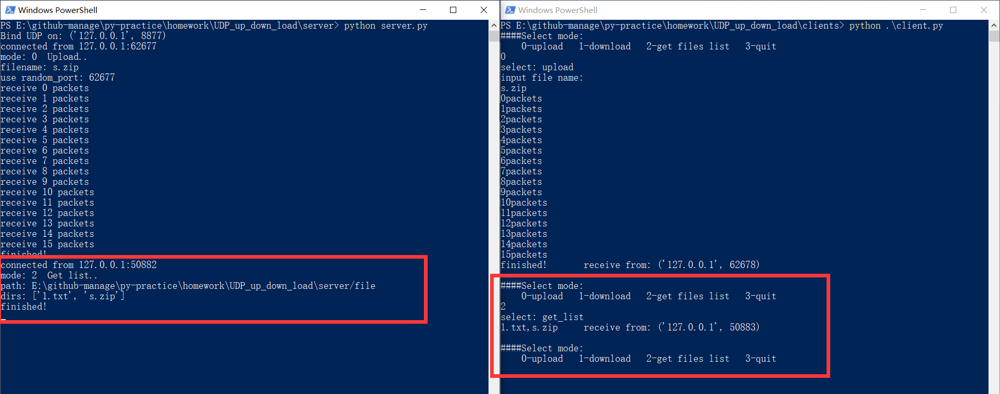 Windows PowerShell
PS E:\github-manage\py-practice\homework\UDP_up_down_load\server> python server.py
Bind UDP on: ('127.0.0.1', 8877)
connected from 127.0.0.1:62677
mode: 0  Upload..
filename: s.zip
use random_port: 62677
receive 0 packets
receive 1 packets
receive 2 packets
receive 3 packets
receive 4 packets
receive 5 packets
receive 6 packets
receive 7 packets
receive 8 packets
receive 9 packets
receive 10 packets
receive 11 packets
receive 12 packets
receive 13 packets
receive 14 packets
receive 15 packets
finished!
connected from 127.0.0.1:50882
mode: 2  Get list..
path: E:\github-manage\py-practice\homework\UDP_up_down_load\server/file
dirs: ['1.txt', 's.zip']
finished!
Windows PowerShell
PS E:\github-manage\py-practice\homework\UDP_up_down_load\clients> python .\client.py
####Select mode:
    0-upload   1-download   2-get files list   3-quit
0
select: upload
input file name:
s.zip
0packets
1packets
2packets
3packets
4packets
5packets
6packets
7packets
8packets
9packets
10packets
11packets
12packets
13packets
14packets
15packets
finished!       receive from: ('127.0.0.1', 62678)
####Select mode:
    0-upload   1-download   2-get files list   3-quit
2
select: get_list
1.txt,s.zip     receive from: ('127.0.0.1', 50883)
####Select mode:
    0-upload   1-download   2-get files list   3-quit